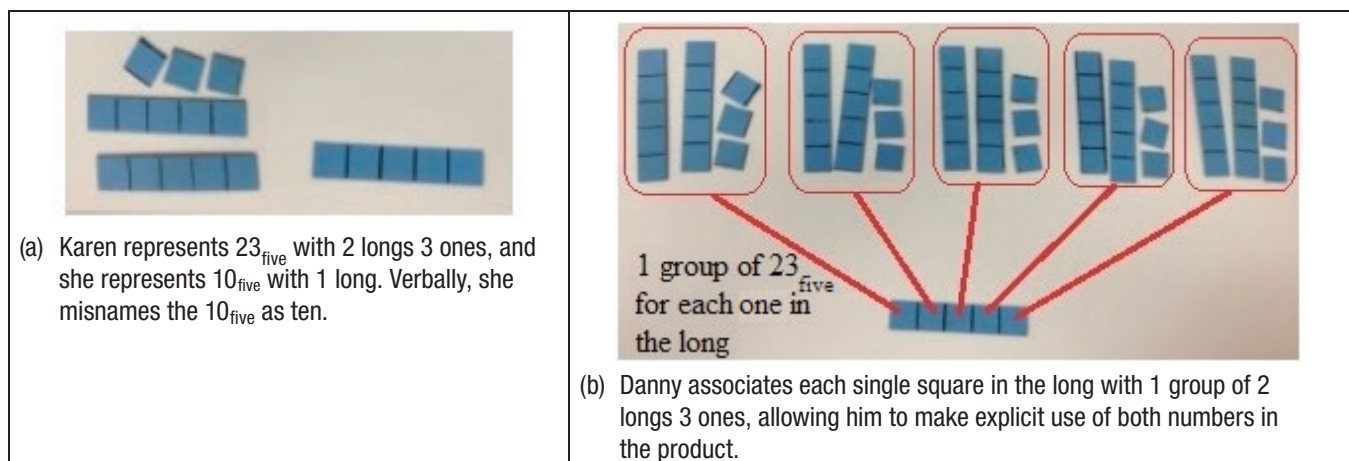 (a) Karen represents 23five with 2 longs 3 ones, and
she represents 10five with 1 long. Verbally, she
misnames the 10five as ten.
1 group of 23five
for each one in
the long
(b) Danny associates each single square in the long with 1 group of 2
longs 3 ones, allowing him to make explicit use of both numbers in
the product.